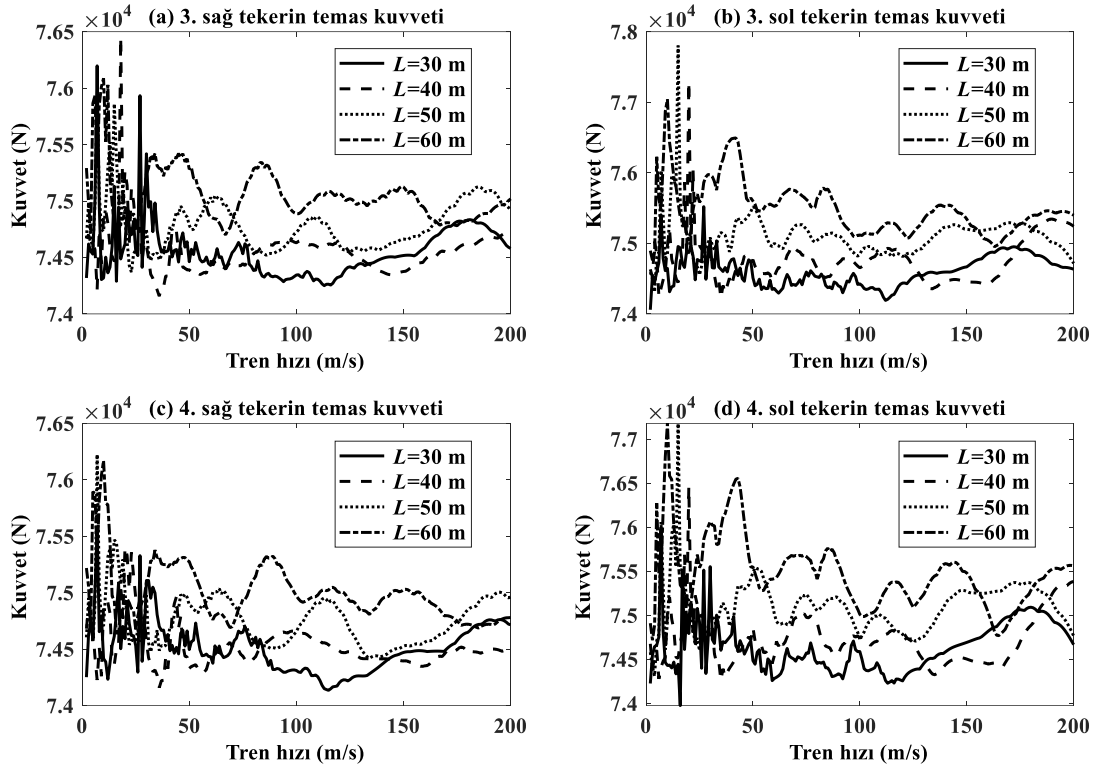 ×10⁴ (a) 3. sağ tekerin temas kuvveti
7.65
7.6
7.55
7.5
7.45
7.4
0 50 100 150 200
Kuvvet (N)
Tren hızı (m/s)
L=30 m
L=40 m
L=50 m
L=60 m
×10⁴ (b) 3. sol tekerin temas kuvveti
7.8
7.7
7.6
7.5
7.4
0 50 100 150 200
Kuvvet (N)
Tren hızı (m/s)
L=30 m
L=40 m
L=50 m
L=60 m
×10⁴ (c) 4. sağ tekerin temas kuvveti
7.65
7.6
7.55
7.5
7.45
7.4
0 50 100 150 200
Kuvvet (N)
Tren hızı (m/s)
L=30 m
L=40 m
L=50 m
L=60 m
×10⁴ (d) 4. sol tekerin temas kuvveti
7.7
7.65
7.6
7.55
7.5
7.45
7.4
0 50 100 150 200
Kuvvet (N)
Tren hızı (m/s)
L=30 m
L=40 m
L=50 m
L=60 m